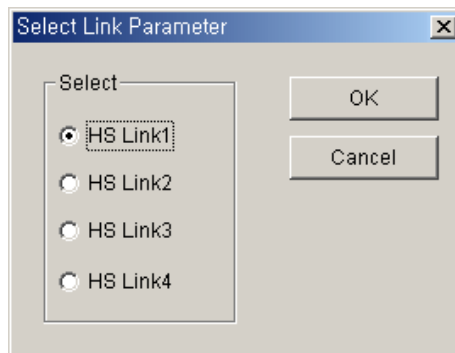 Select Link Parameter
Select
HS Link1
HS Link2
HS Link3
HS Link4
OK
Cancel